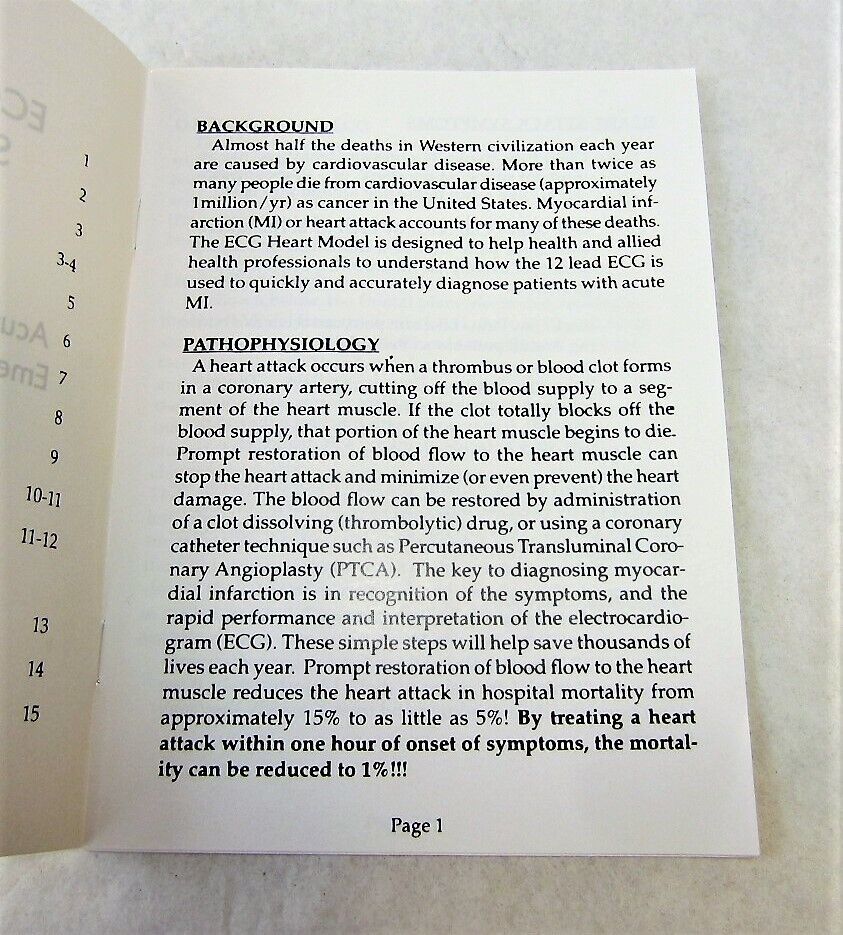 1
2
3
3-4
5
6
7
8
9
10-11
11-12
13
14
15
BACKGROUND
Almost half the deaths in Western civilization each year
are caused by cardiovascular disease. More than twice as
many people die from cardiovascular disease (approximately
1million/yr) as cancer in the United States. Myocardial inf-
arction (MI) or heart attack accounts for many of these deaths.
The ECG Heart Model is designed to help health and allied
health professionals to understand how the 12 lead ECG is
used to quickly and accurately diagnose patients with acute
MI.
PATHOPHYSIOLOGY
A heart attack occurs when a thrombus or blood clot forms
in a coronary artery, cutting off the blood supply to a seg-
ment of the heart muscle. If the clot totally blocks off the
blood supply, that portion of the heart muscle begins to die.
Prompt restoration of blood flow to the heart muscle can
stop the heart attack and minimize (or even prevent) the heart
damage. The blood flow can be restored by administration
of a clot dissolving (thrombolytic) drug, or using a coronary
catheter technique such as Percutaneous Transluminal Coro-
nary Angioplasty (PTCA). The key to diagnosing myocar-
dial infarction is in recognition of the symptoms, and the
rapid performance and interpretation of the electrocardio-
gram (ECG). These simple steps will help save thousands of
lives each year. Prompt restoration of blood flow to the heart
muscle reduces the heart attack in hospital mortality from
approximately 15% to as little as 5%! By treating a heart
attack within one hour of onset of symptoms, the mortal-
ity can be reduced to 1%!!!
Page 1